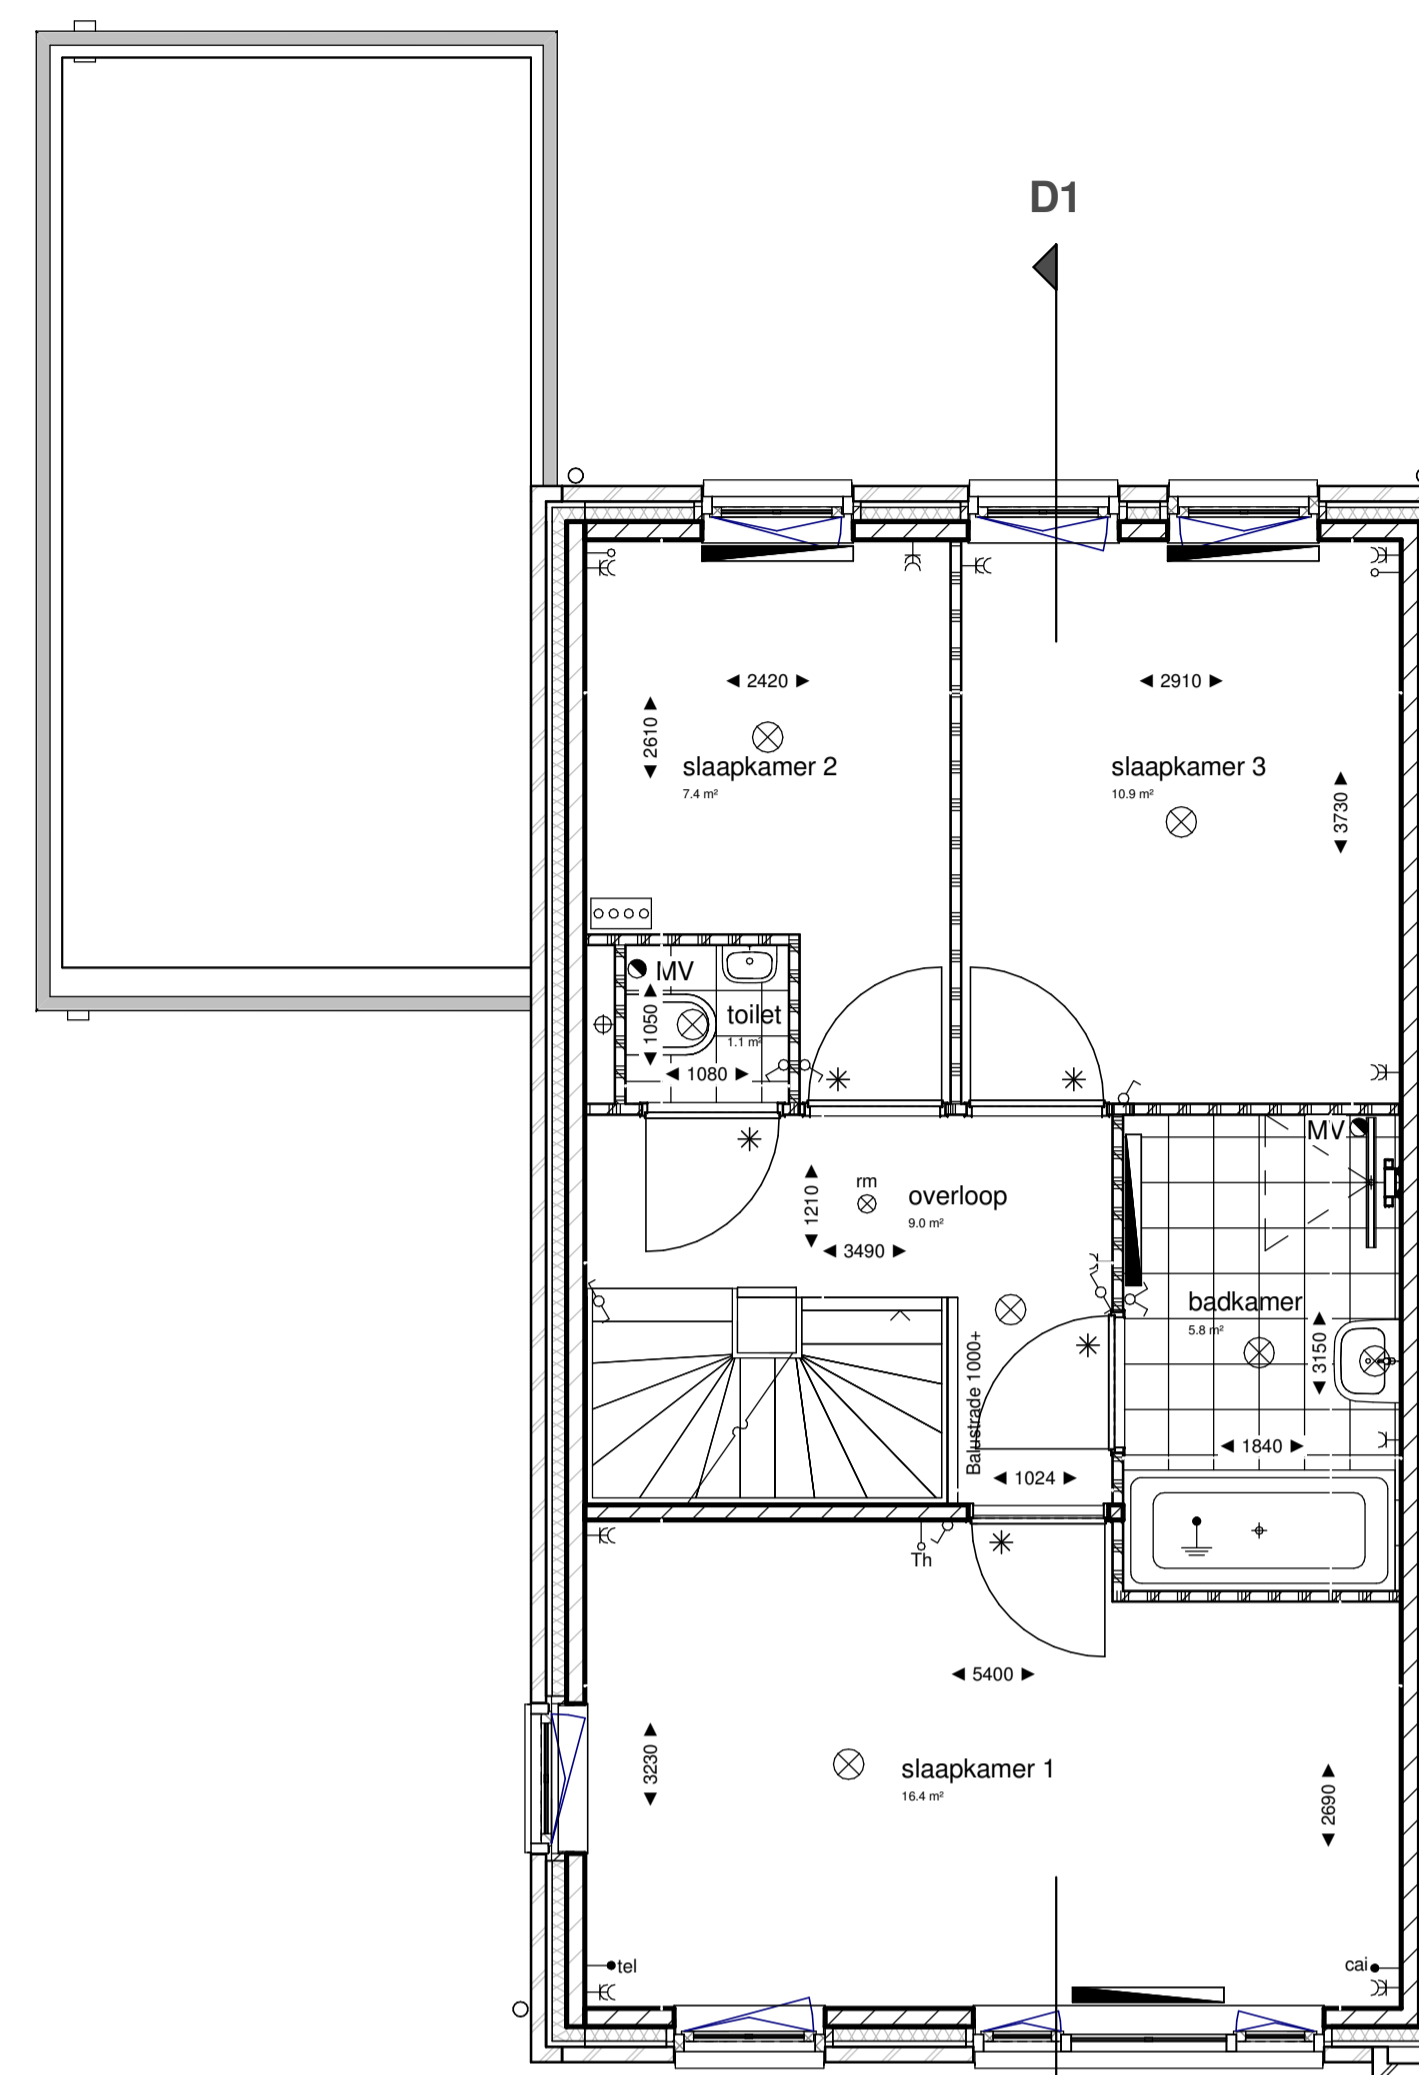 D1
2420
2910
2610
slaapkamer 2
7.4 m²
slaapkamer 3
10.9 m²
3730
MV
1050
toilet
1.1 m²
1080
MV
rm
1210
overloop
9.0 m²
3490
badkamer
5.8 m²
3150
Balustrade 1000+
1840
1024
Th
5400
3230
slaapkamer 1
16.4 m²
2690
tel
cai